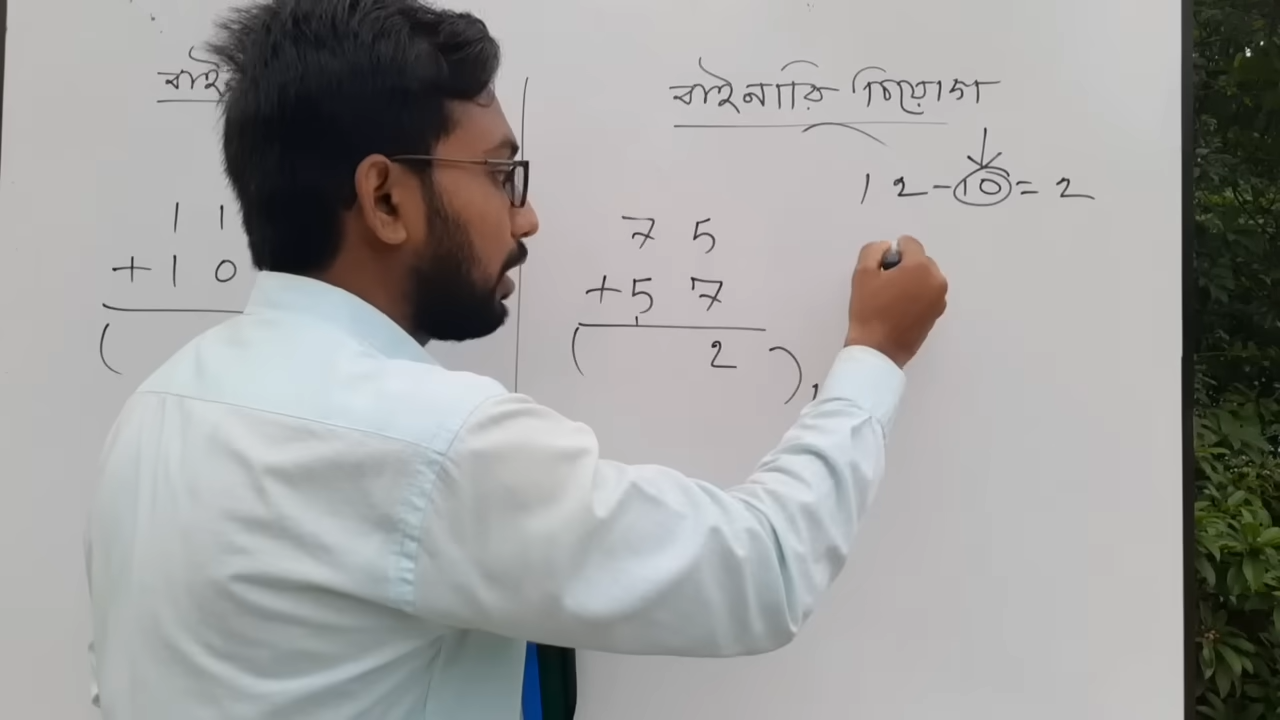 বাই
1 1
+ 1 0
(
বাইনারি বিয়োগ
12 - 10 = 2
7 5
+ 5 7
( 2 )